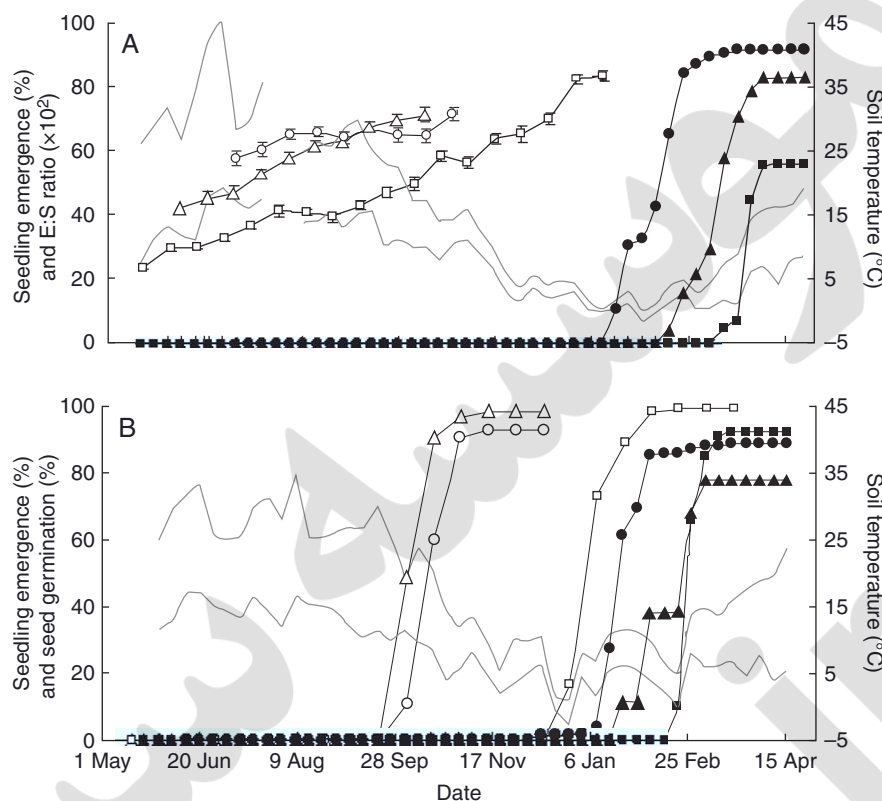 A
Seedling emergence (%)
and E:S ratio (×10²)
100
80
60
40
20
0
45
35
25
15
5
–5
Soil temperature (°C)
B
Seedling emergence (%)
and seed germination (%)
100
80
60
40
20
0
45
35
25
15
5
–5
Soil temperature (°C)
1 May 20 Jun 9 Aug 28 Sep 17 Nov 6 Jan 25 Feb 15 Apr
Date